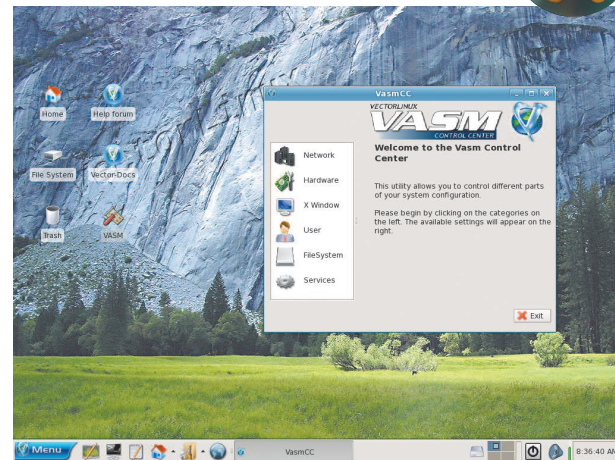 VasmCC
VECTORLINUX
VASM
CONTROL CENTER
Welcome to the Vasm Control
Center
This utility allows you to control different parts
of your system configuration.
Please begin by clicking on the categories on
the left. The available settings will appear on the
right.
Network
Hardware
X Window
User
FileSystem
Services
Exit
Home
Help forum
File System
Vector-Docs
Trash
VASM
Menu
VasmCC
8:36:40 AM